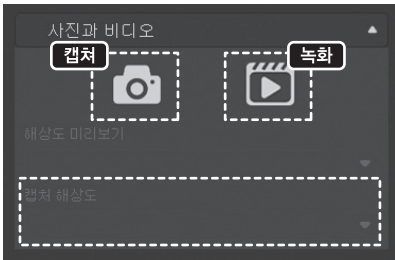 사진과 비디오
캡쳐
녹화
해상도 미리보기
캡처 해상도